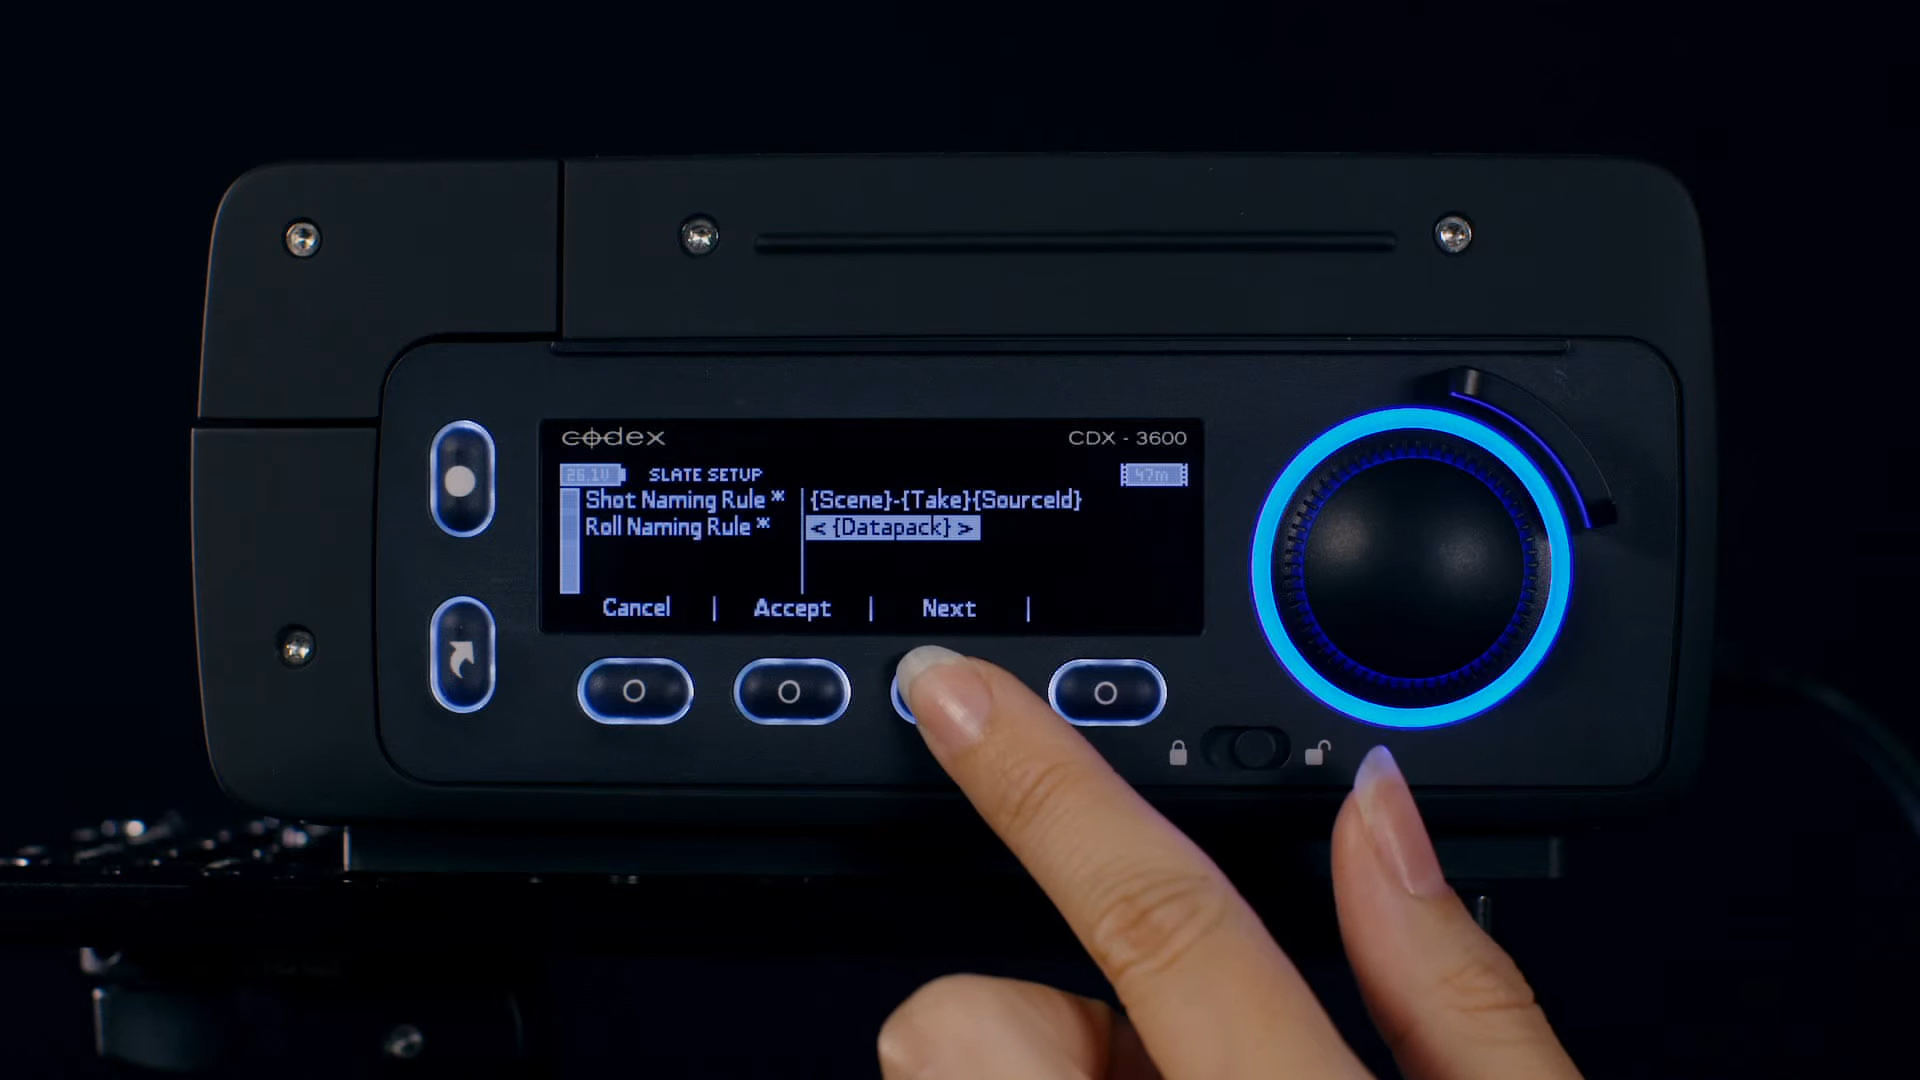 codex
CDX - 3600
26.1V
SLATE SETUP
47m
Shot Naming Rule * {Scene}-{Take}{SourceId}
Roll Naming Rule * < {Datapack} >
Cancel | Accept | Next |